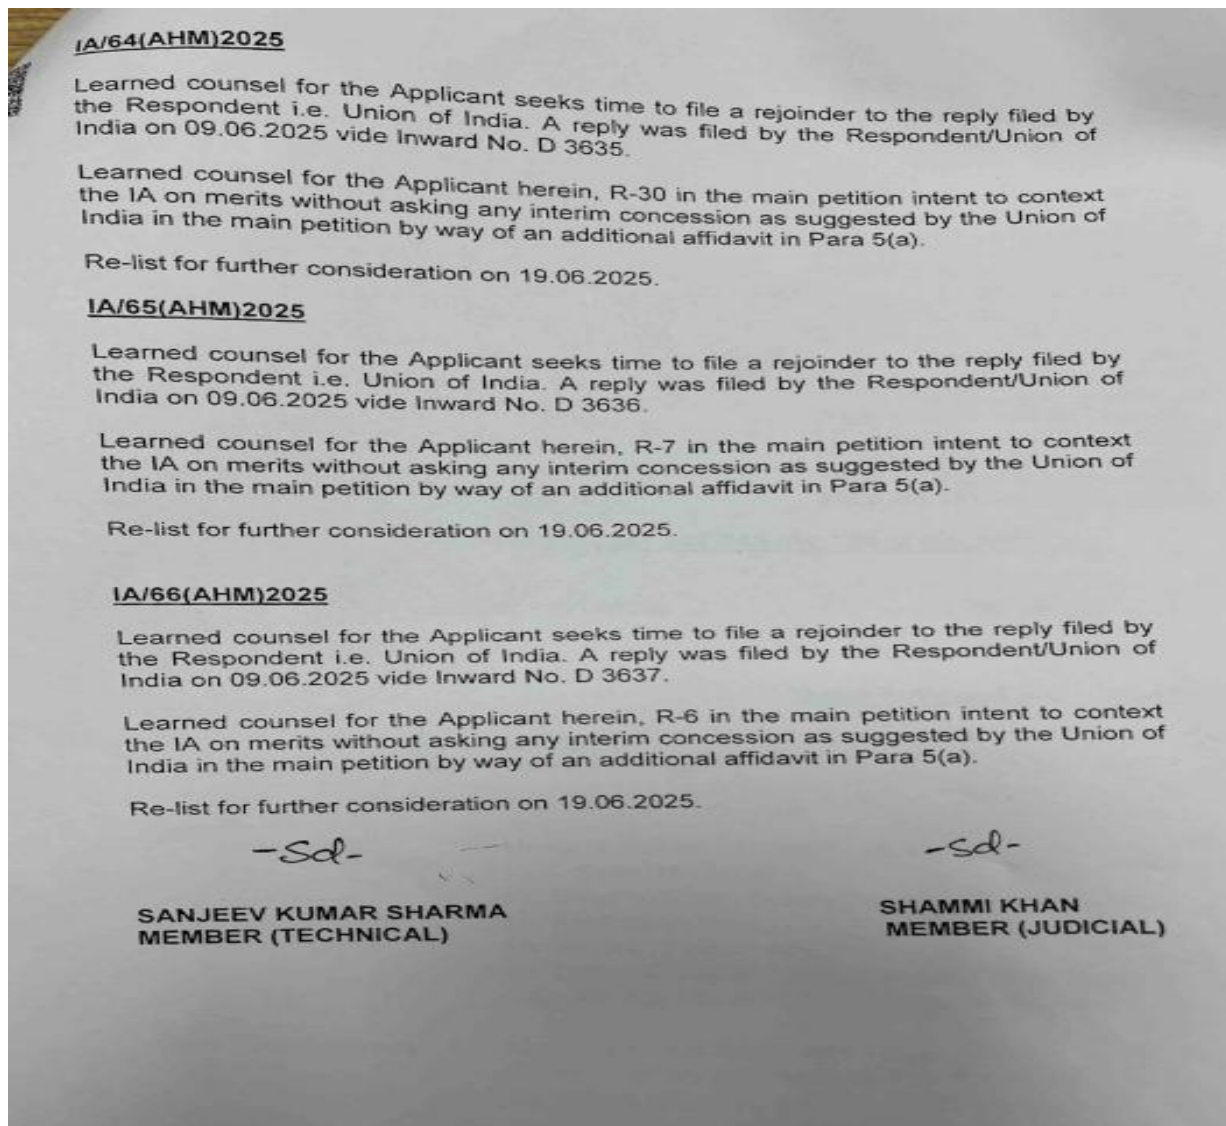 IA/64(AHM)2025
Learned counsel for the Applicant seeks time to file a rejoinder to the reply filed by
the Respondent i.e. Union of India. A reply was filed by the Respondent/Union of
India on 09.06.2025 vide Inward No. D 3635.
Learned counsel for the Applicant herein, R-30 in the main petition intent to context
the IA on merits without asking any interim concession as suggested by the Union of
India in the main petition by way of an additional affidavit in Para 5(a).
Re-list for further consideration on 19.06.2025.
IA/65(AHM)2025
Learned counsel for the Applicant seeks time to file a rejoinder to the reply filed by
the Respondent i.e. Union of India. A reply was filed by the Respondent/Union of
India on 09.06.2025 vide Inward No. D 3636.
Learned counsel for the Applicant herein, R-7 in the main petition intent to context
the IA on merits without asking any interim concession as suggested by the Union of
India in the main petition by way of an additional affidavit in Para 5(a).
Re-list for further consideration on 19.06.2025.
IA/66(AHM)2025
Learned counsel for the Applicant seeks time to file a rejoinder to the reply filed by
the Respondent i.e. Union of India. A reply was filed by the Respondent/Union of
India on 09.06.2025 vide Inward No. D 3637.
Learned counsel for the Applicant herein, R-6 in the main petition intent to context
the IA on merits without asking any interim concession as suggested by the Union of
India in the main petition by way of an additional affidavit in Para 5(a).
Re-list for further consideration on 19.06.2025.
-Sd- -Sd-
SANJEEV KUMAR SHARMA SHAMMI KHAN
MEMBER (TECHNICAL) MEMBER (JUDICIAL)